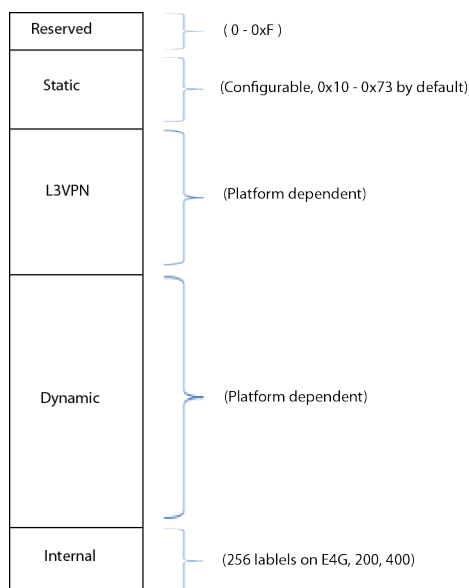 Reserved ( 0 - 0xF )
Static (Configurable, 0x10 - 0x73 by default)
L3VPN (Platform dependent)
Dynamic (Platform dependent)
Internal (256 lablels on E4G, 200, 400)